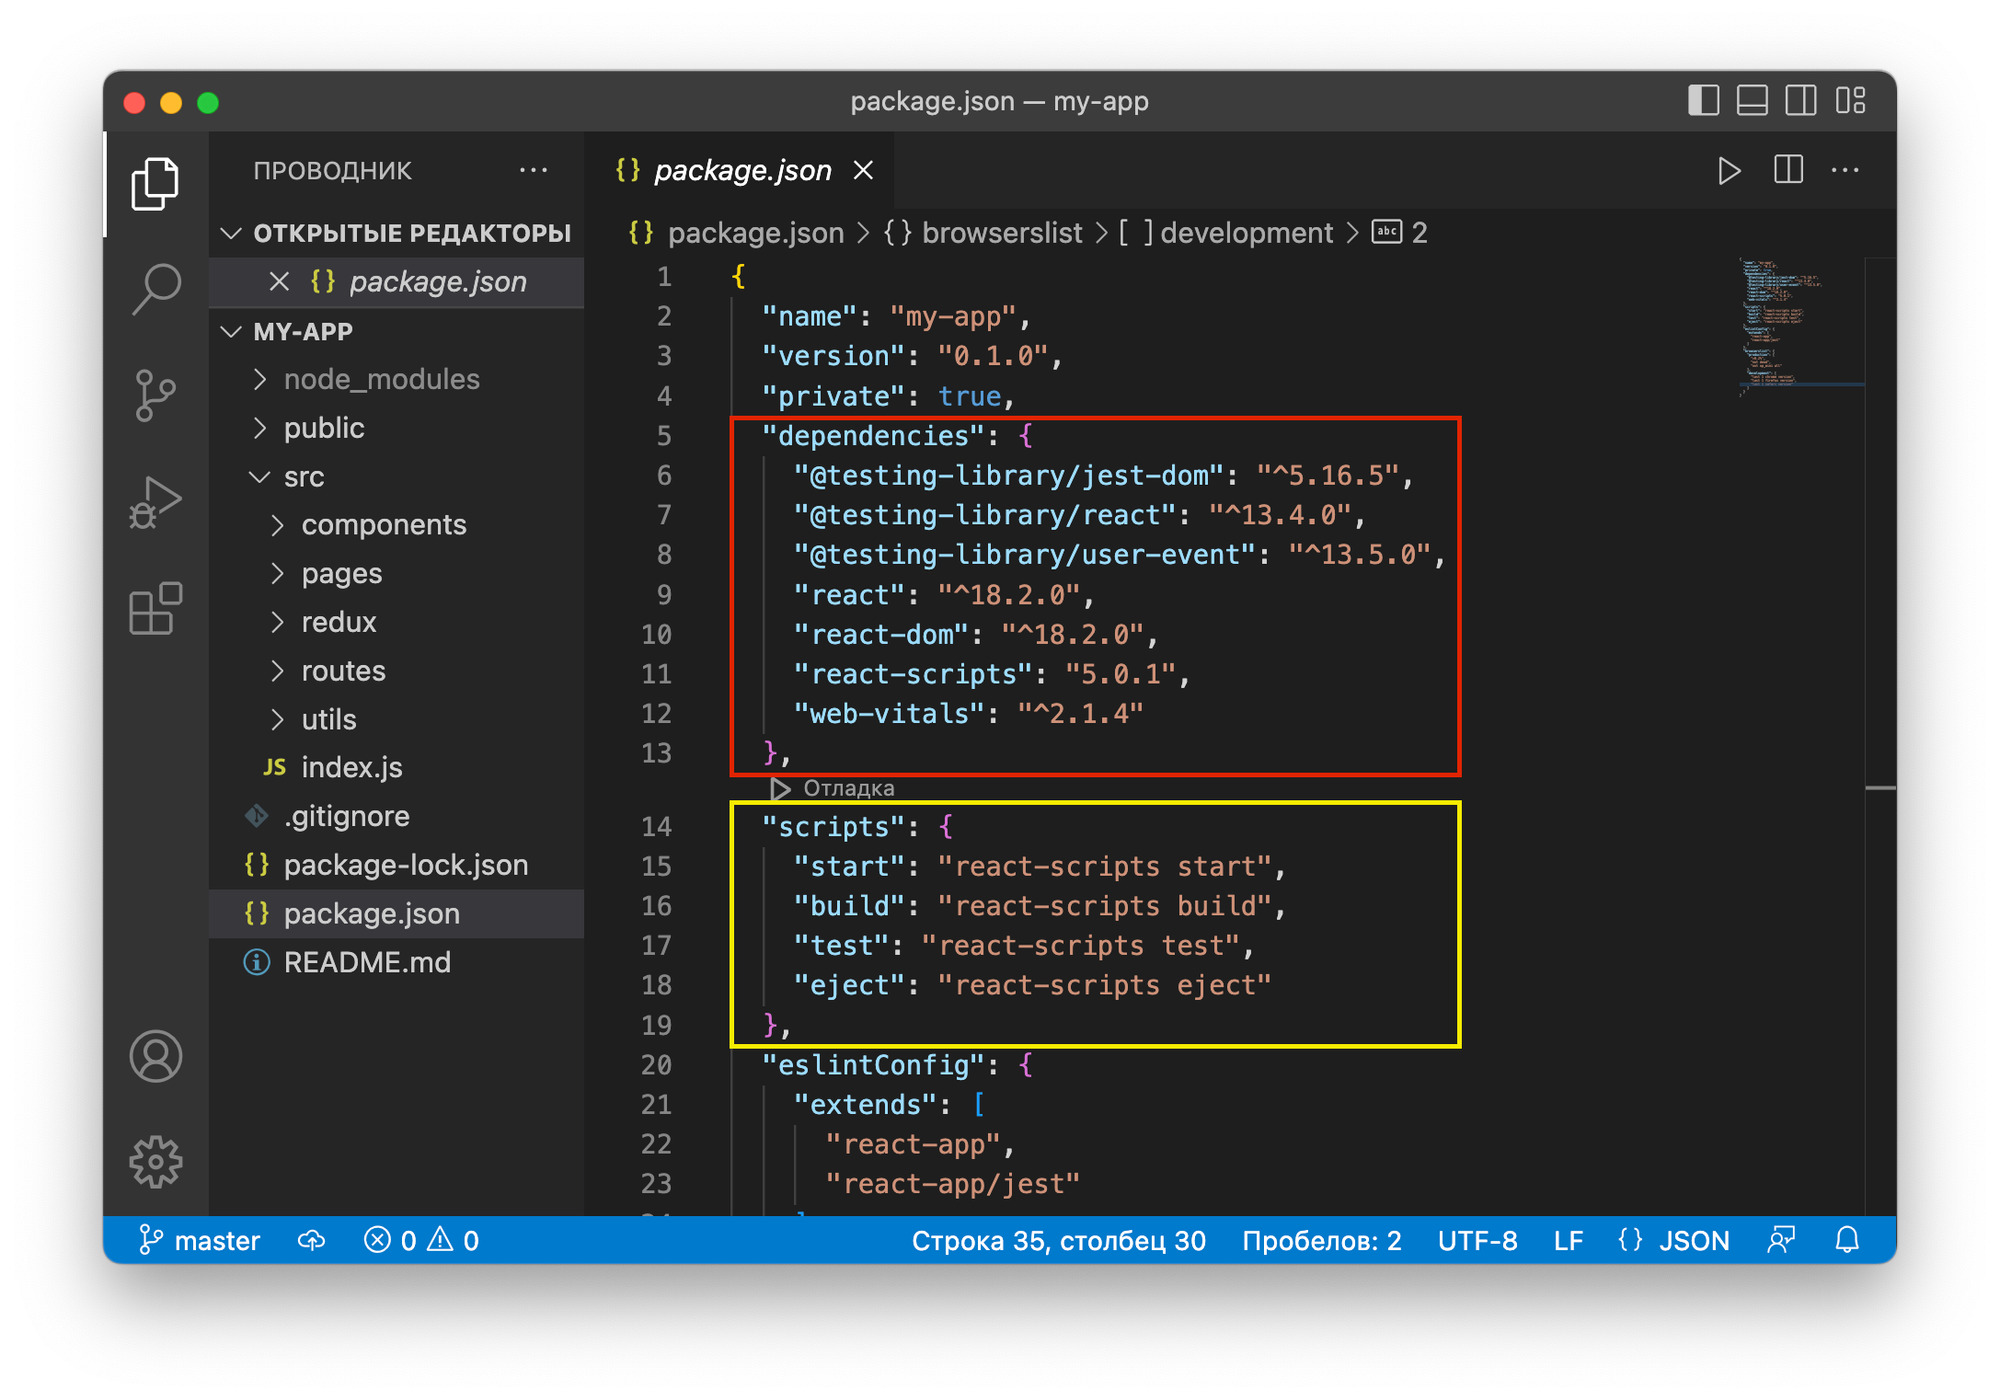 package.json — my-app
ПРОВОДНИК
ОТКРЫТЫЕ РЕДАКТОРЫ
{} package.json
MY-APP
node_modules
public
src
components
pages
redux
routes
utils
JS index.js
.gitignore
{} package-lock.json
{} package.json
README.md
{} package.json
{} package.json > {} browserslist > [ ] development > abc 2
1 {
2 "name": "my-app",
3 "version": "0.1.0",
4 "private": true,
5 "dependencies": {
6 "@testing-library/jest-dom": "^5.16.5",
7 "@testing-library/react": "^13.4.0",
8 "@testing-library/user-event": "^13.5.0",
9 "react": "^18.2.0",
10 "react-dom": "^18.2.0",
11 "react-scripts": "5.0.1",
12 "web-vitals": "^2.1.4"
13 },
Отладка
14 "scripts": {
15 "start": "react-scripts start",
16 "build": "react-scripts build",
17 "test": "react-scripts test",
18 "eject": "react-scripts eject"
19 },
20 "eslintConfig": {
21 "extends": [
22 "react-app",
23 "react-app/jest"
master 0 0 Строка 35, столбец 30 Пробелов: 2 UTF-8 LF {} JSON